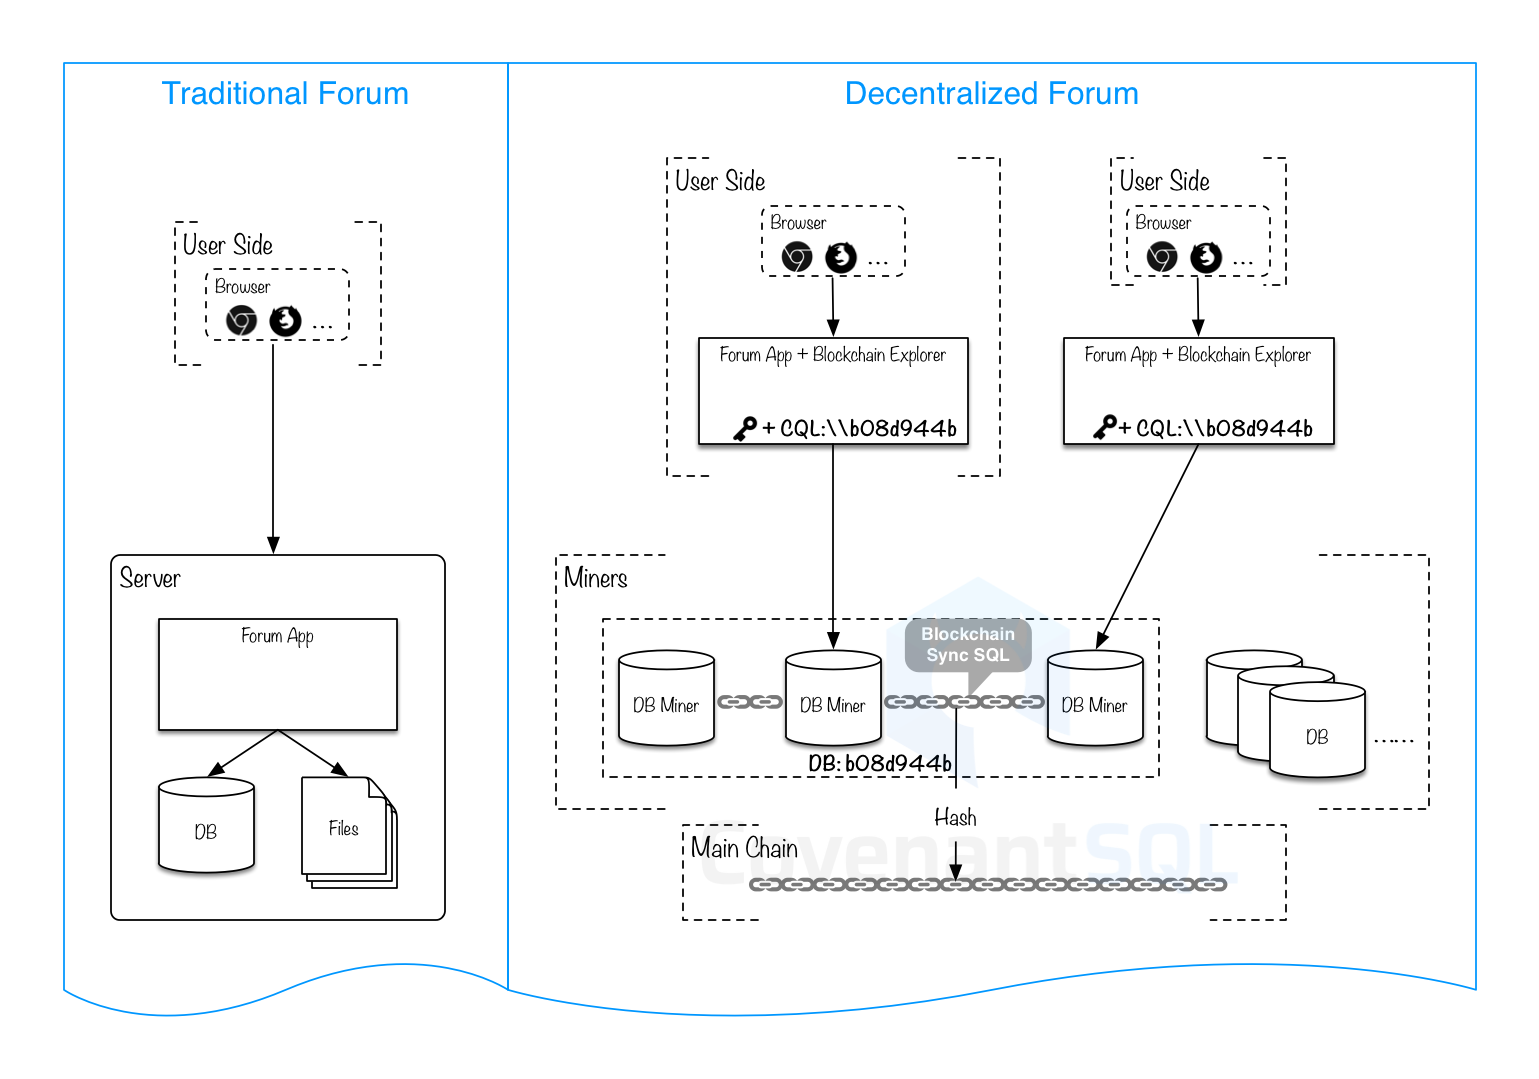 Traditional Forum
User Side
Browser
...
Server
Forum App
DB
Files
Decentralized Forum
User Side
Browser
...
Forum App + Blockchain Explorer
+ CQL:\\b08d944b
User Side
Browser
...
Forum App + Blockchain Explorer
+ CQL:\\b08d944b
Miners
Blockchain
Sync SQL
DB Miner
DB Miner
DB Miner
DB: b08d944b
DB
......
Hash
Main Chain
CovenantSQL